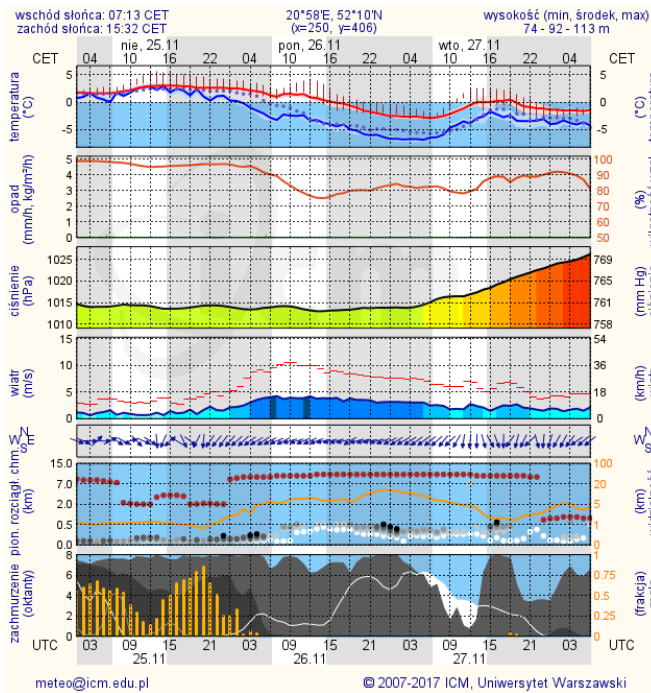 wschód słońca: 07:13 CET 20°58'E, 52°10'N wysokość (min, środek, max)
zachód słońca: 15:32 CET (x=250, y=406) 74 - 92 - 113 m
nie, 25.11 pon, 26.11 wto, 27.11
CET 04 10 16 22 04 10 16 22 04 10 16 22 04 CET
temperatura (°C)
5 0 -5
5 0 -5
(°C)
opad (mm/h, kg/m²/h)
5 4 3 2 1 0
100 90 80 70 60 50
(%)
ciśnienie (hPa)
1025 1020 1015 1010
769 765 761 758
(mm Hg)
wiatr (m/s)
15 10 5 0
54 36 18 0
(km/h)
N W E S
N W S
pion. rozciągł. chm. (km)
15.0 7.0 2.0 0.5 0.0
100 20 5 1 0
(km)
zachmurzenie (oktanty)
8 6 4 2 0
1 0.75 0.5 0.25 0
(frakcja)
UTC 03 09 15 21 03 09 15 21 03 09 15 21 03 UTC
25.11 26.11 27.11
meteo@icm.edu.pl © 2007-2017 ICM, Uniwersytet Warszawski